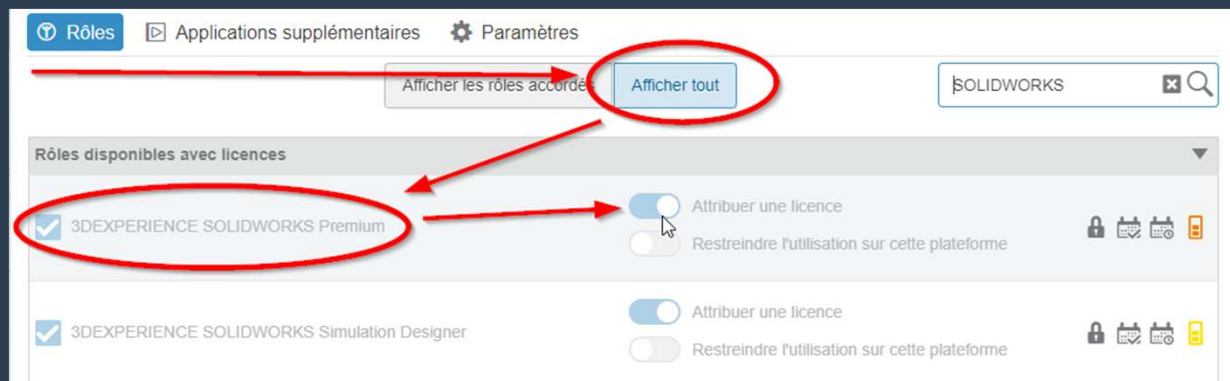 Rôles Applications supplémentaires Paramètres
Afficher les rôles accordés Afficher tout SOLIDWORKS
Rôles disponibles avec licences
3DEXPERIENCE SOLIDWORKS Premium
Attribuer une licence
Restreindre l'utilisation sur cette plateforme
3DEXPERIENCE SOLIDWORKS Simulation Designer
Attribuer une licence
Restreindre l'utilisation sur cette plateforme